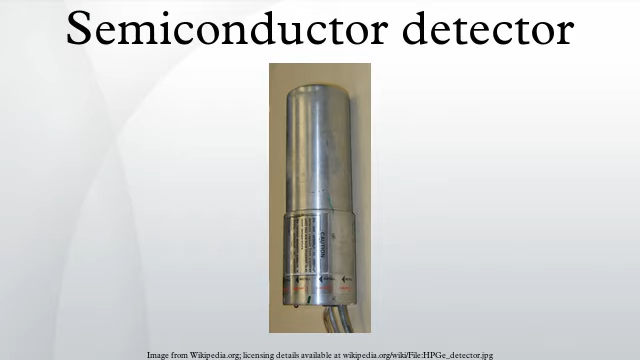 Semiconductor detector
CAUTION
Image from Wikipedia.org; licensing details available at wikipedia.org/wiki/File:HPGe_detector.jpg